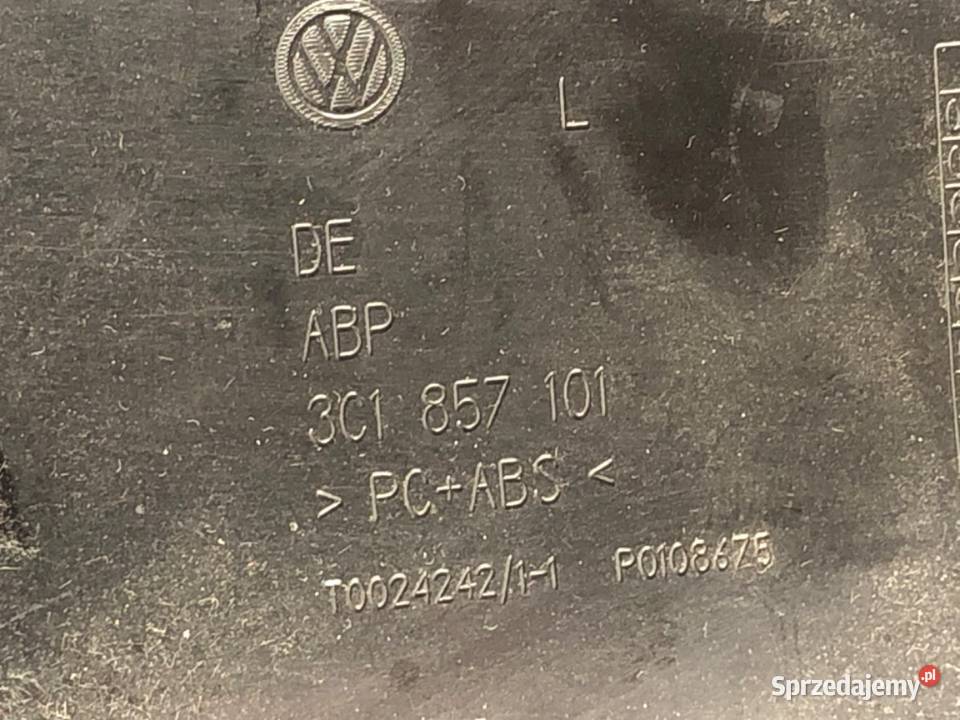 L
DE
ABP
3C1 857 101
> PC+ABS <
T0024242/1-1 P0108675
Sprzedajemy.pl